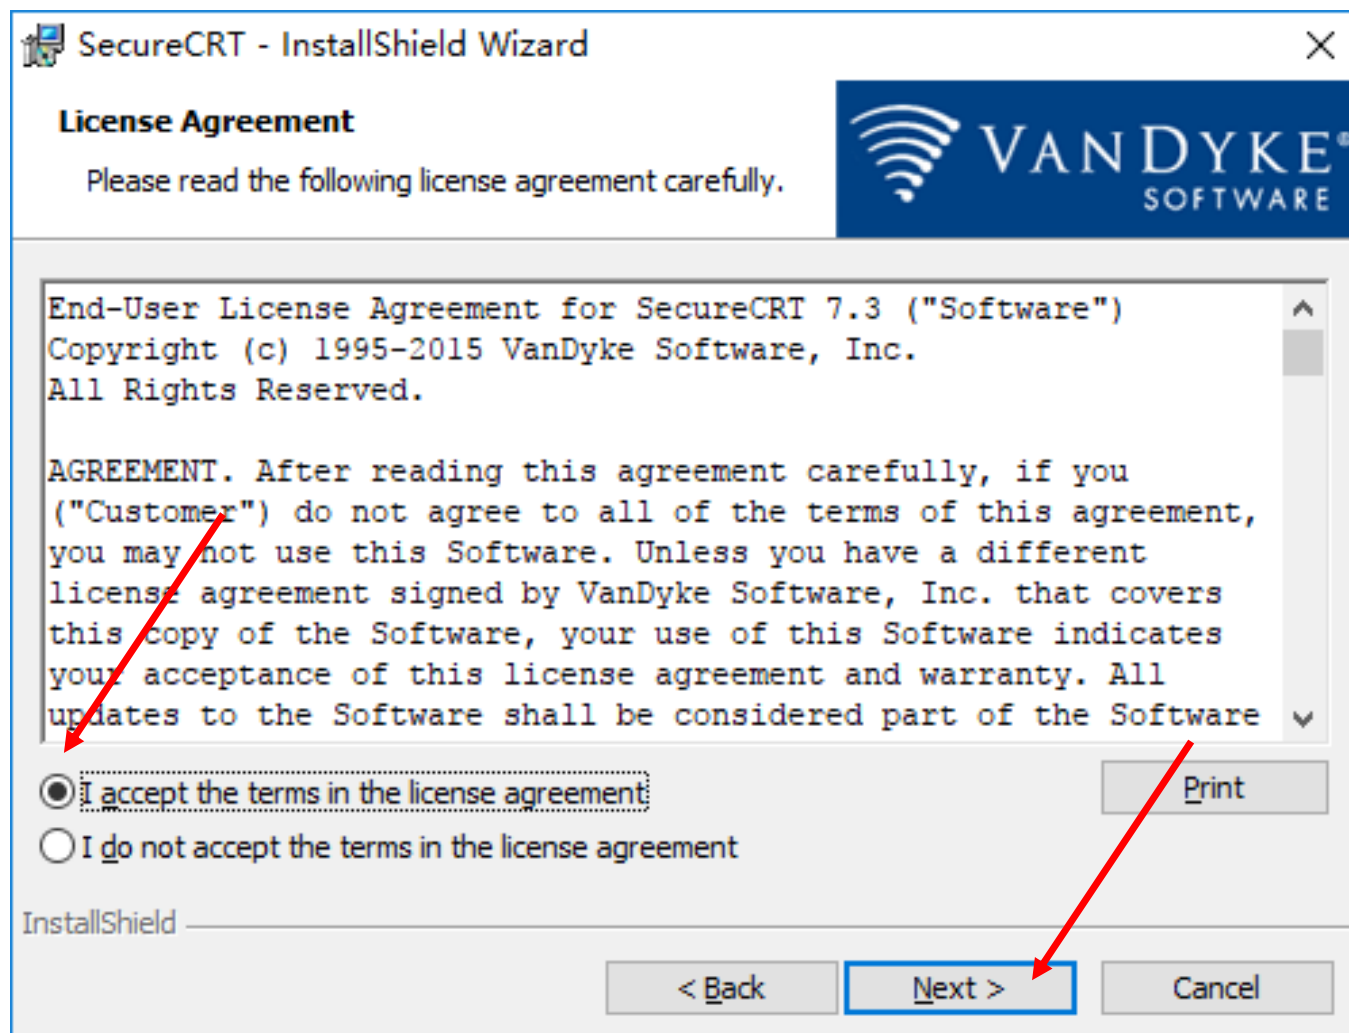 SecureCRT - InstallShield Wizard
License Agreement
Please read the following license agreement carefully.
VANDYKE®
SOFTWARE
End-User License Agreement for SecureCRT 7.3 ("Software")
Copyright (c) 1995-2015 VanDyke Software, Inc.
All Rights Reserved.
AGREEMENT. After reading this agreement carefully, if you
("Customer") do not agree to all of the terms of this agreement,
you may not use this Software. Unless you have a different
license agreement signed by VanDyke Software, Inc. that covers
this copy of the Software, your use of this Software indicates
your acceptance of this license agreement and warranty. All
updates to the Software shall be considered part of the Software
I accept the terms in the license agreement
Print
I do not accept the terms in the license agreement
InstallShield
< Back
Next >
Cancel